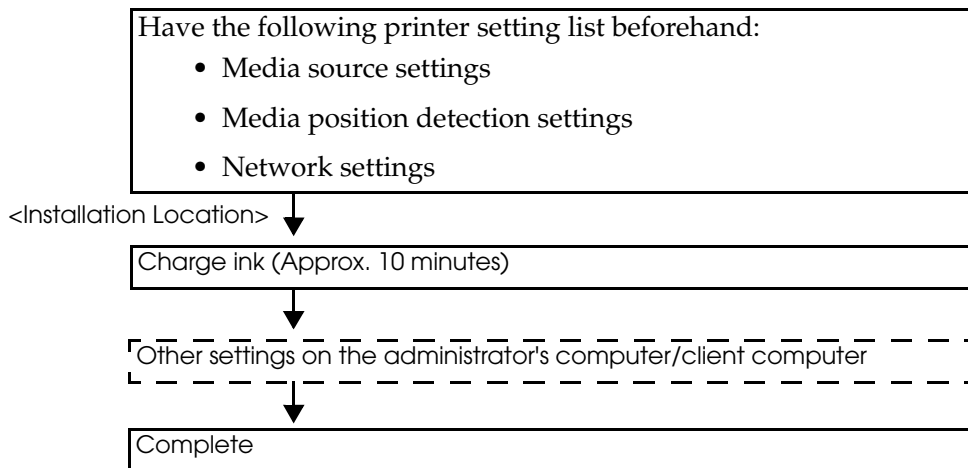 Have the following printer setting list beforehand:
• Media source settings
• Media position detection settings
• Network settings
<Installation Location>
Charge ink (Approx. 10 minutes)
Other settings on the administrator's computer/client computer
Complete